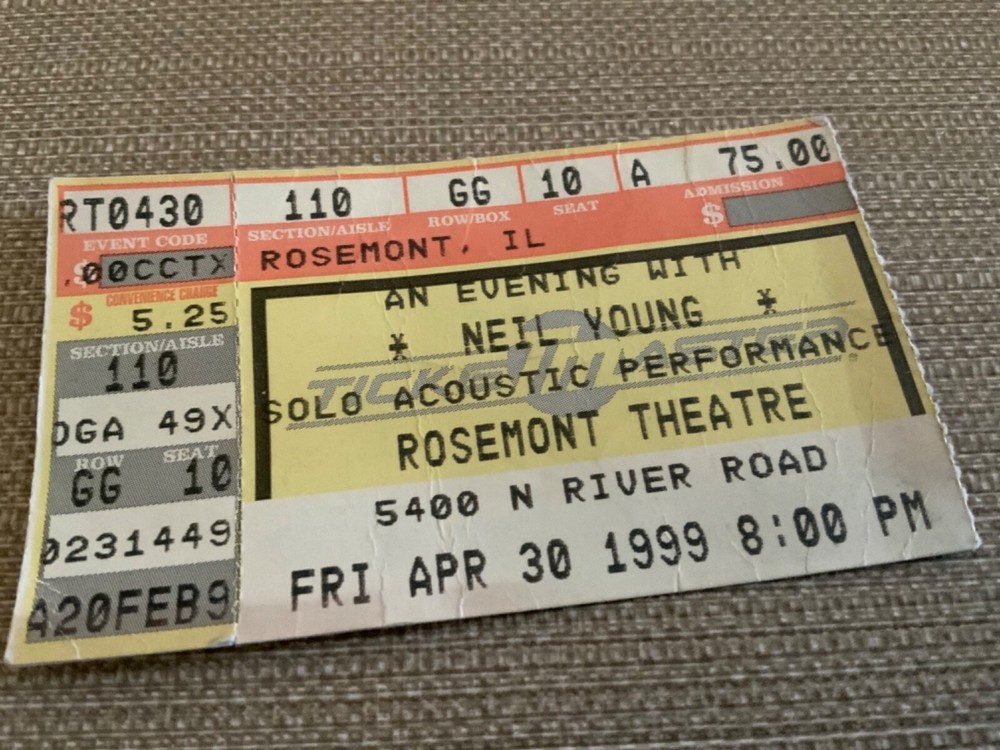 RT0430
EVENT CODE
$ .00CCTX
CONVENIENCE CHARGE
$ 5.25
SECTION/AISLE
110
49X
ROW SEAT
GG 10
0231449
A20FEB9
110 GG 10 A 75.00
SECTION/AISLE ROW/BOX SEAT ADMISSION
$
ROSEMONT, IL
AN EVENING WITH
* NEIL YOUNG *
TICKETMASTER
SOLO ACOUSTIC PERFORMANCE
ROSEMONT THEATRE
5400 N RIVER ROAD
FRI APR 30 1999 8:00 PM